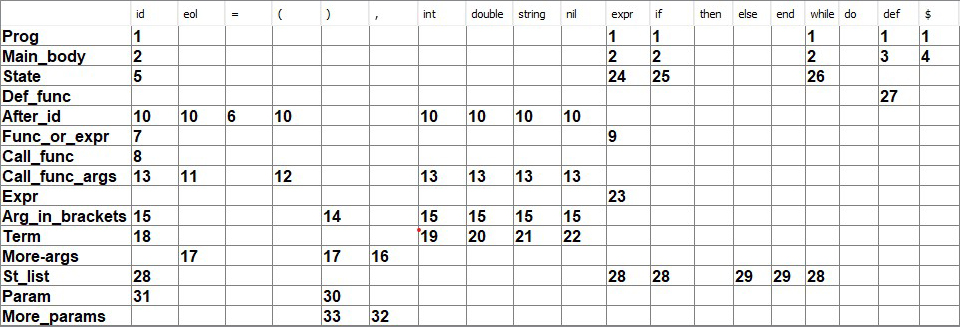 id eol = ( ) , int double string nil expr if then else end while do def $
Prog 1 1 1 1 1 1
Main_body 2 2 2 2 3 4
State 5 24 25 26
Def_func 27
After_id 10 10 6 10 10 10 10 10
Func_or_expr 7 9
Call_func 8
Call_func_args 13 11 12 13 13 13 13
Expr 23
Arg_in_brackets 15 14 15 15 15 15
Term 18 19 20 21 22
More-args 17 17 16
St_list 28 28 28 29 29 28
Param 31 30
More_params 33 32